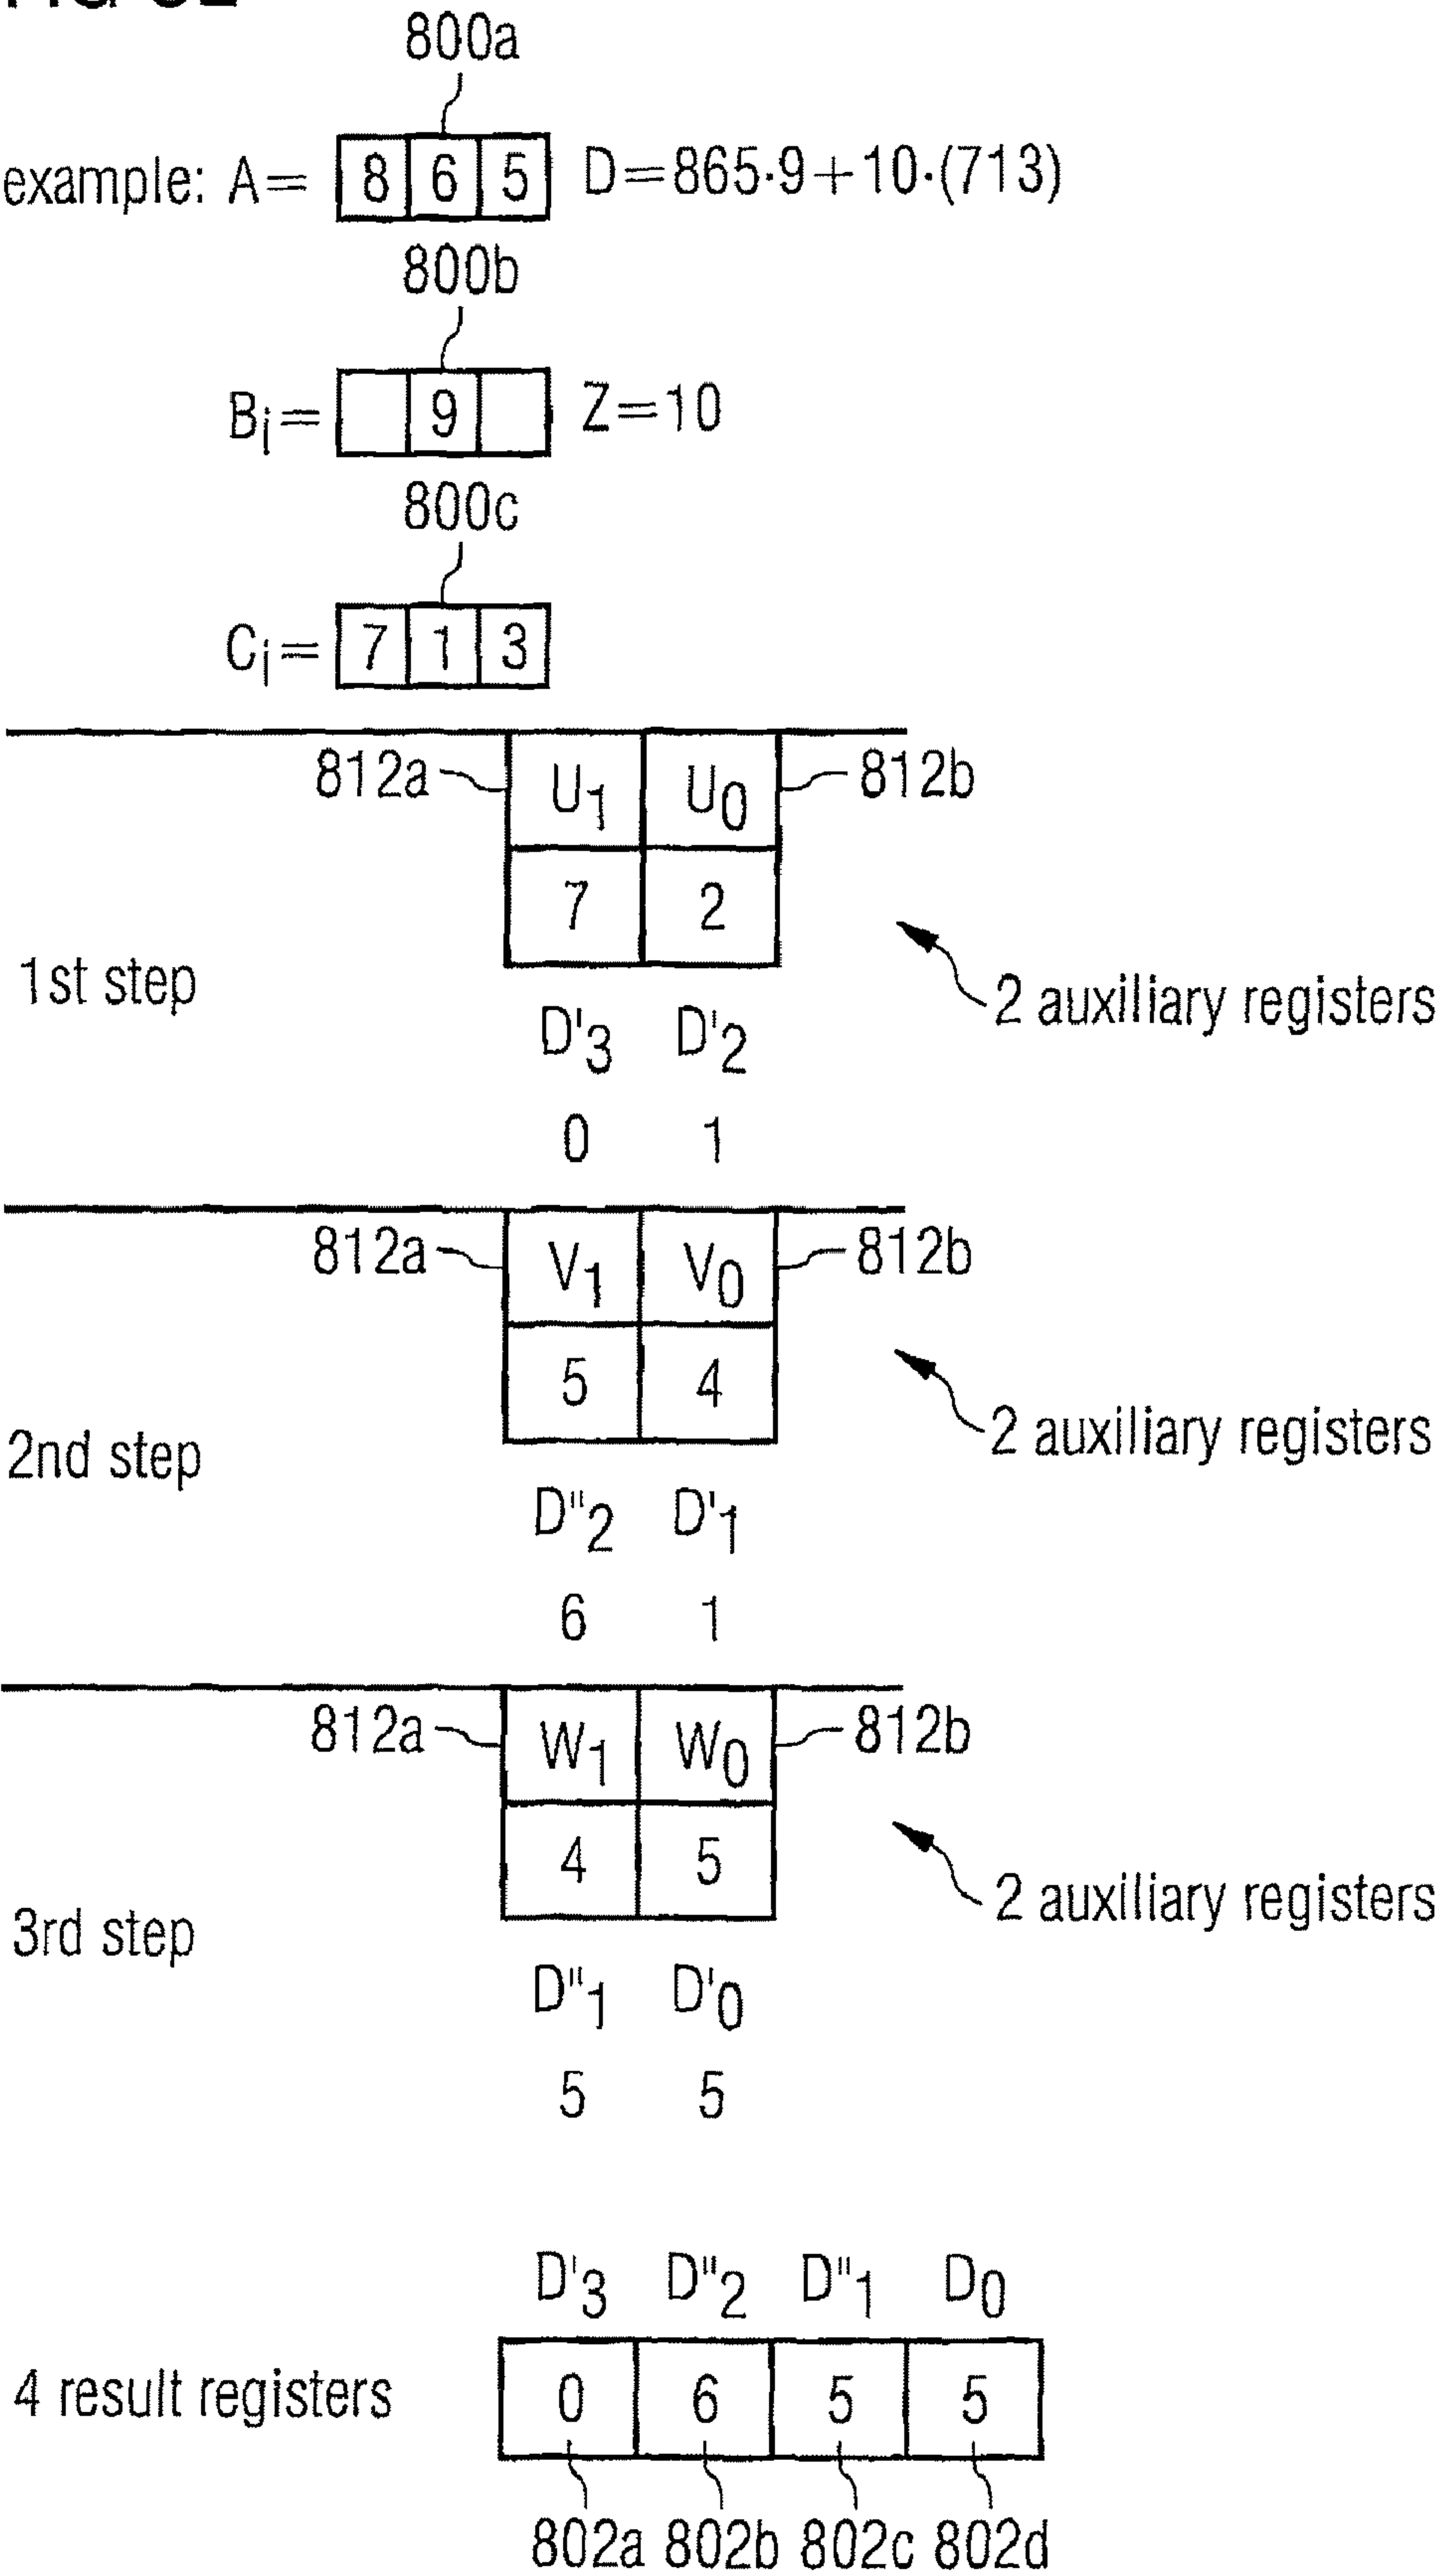 800a
example: A= 8 6 5 D=865·9+10·(713)
800b
Bi= 9 Z=10
800c
Ci= 7 1 3
812a U1 U0 812b
7 2
1st step
2 auxiliary registers
D'3 D'2
0 1
812a V1 V0 812b
5 4
2nd step
2 auxiliary registers
D"2 D'1
6 1
812a W1 W0 812b
4 5
3rd step
2 auxiliary registers
D"1 D'0
5 5
D'3 D"2 D"1 D0
4 result registers 0 6 5 5
802a 802b 802c 802d